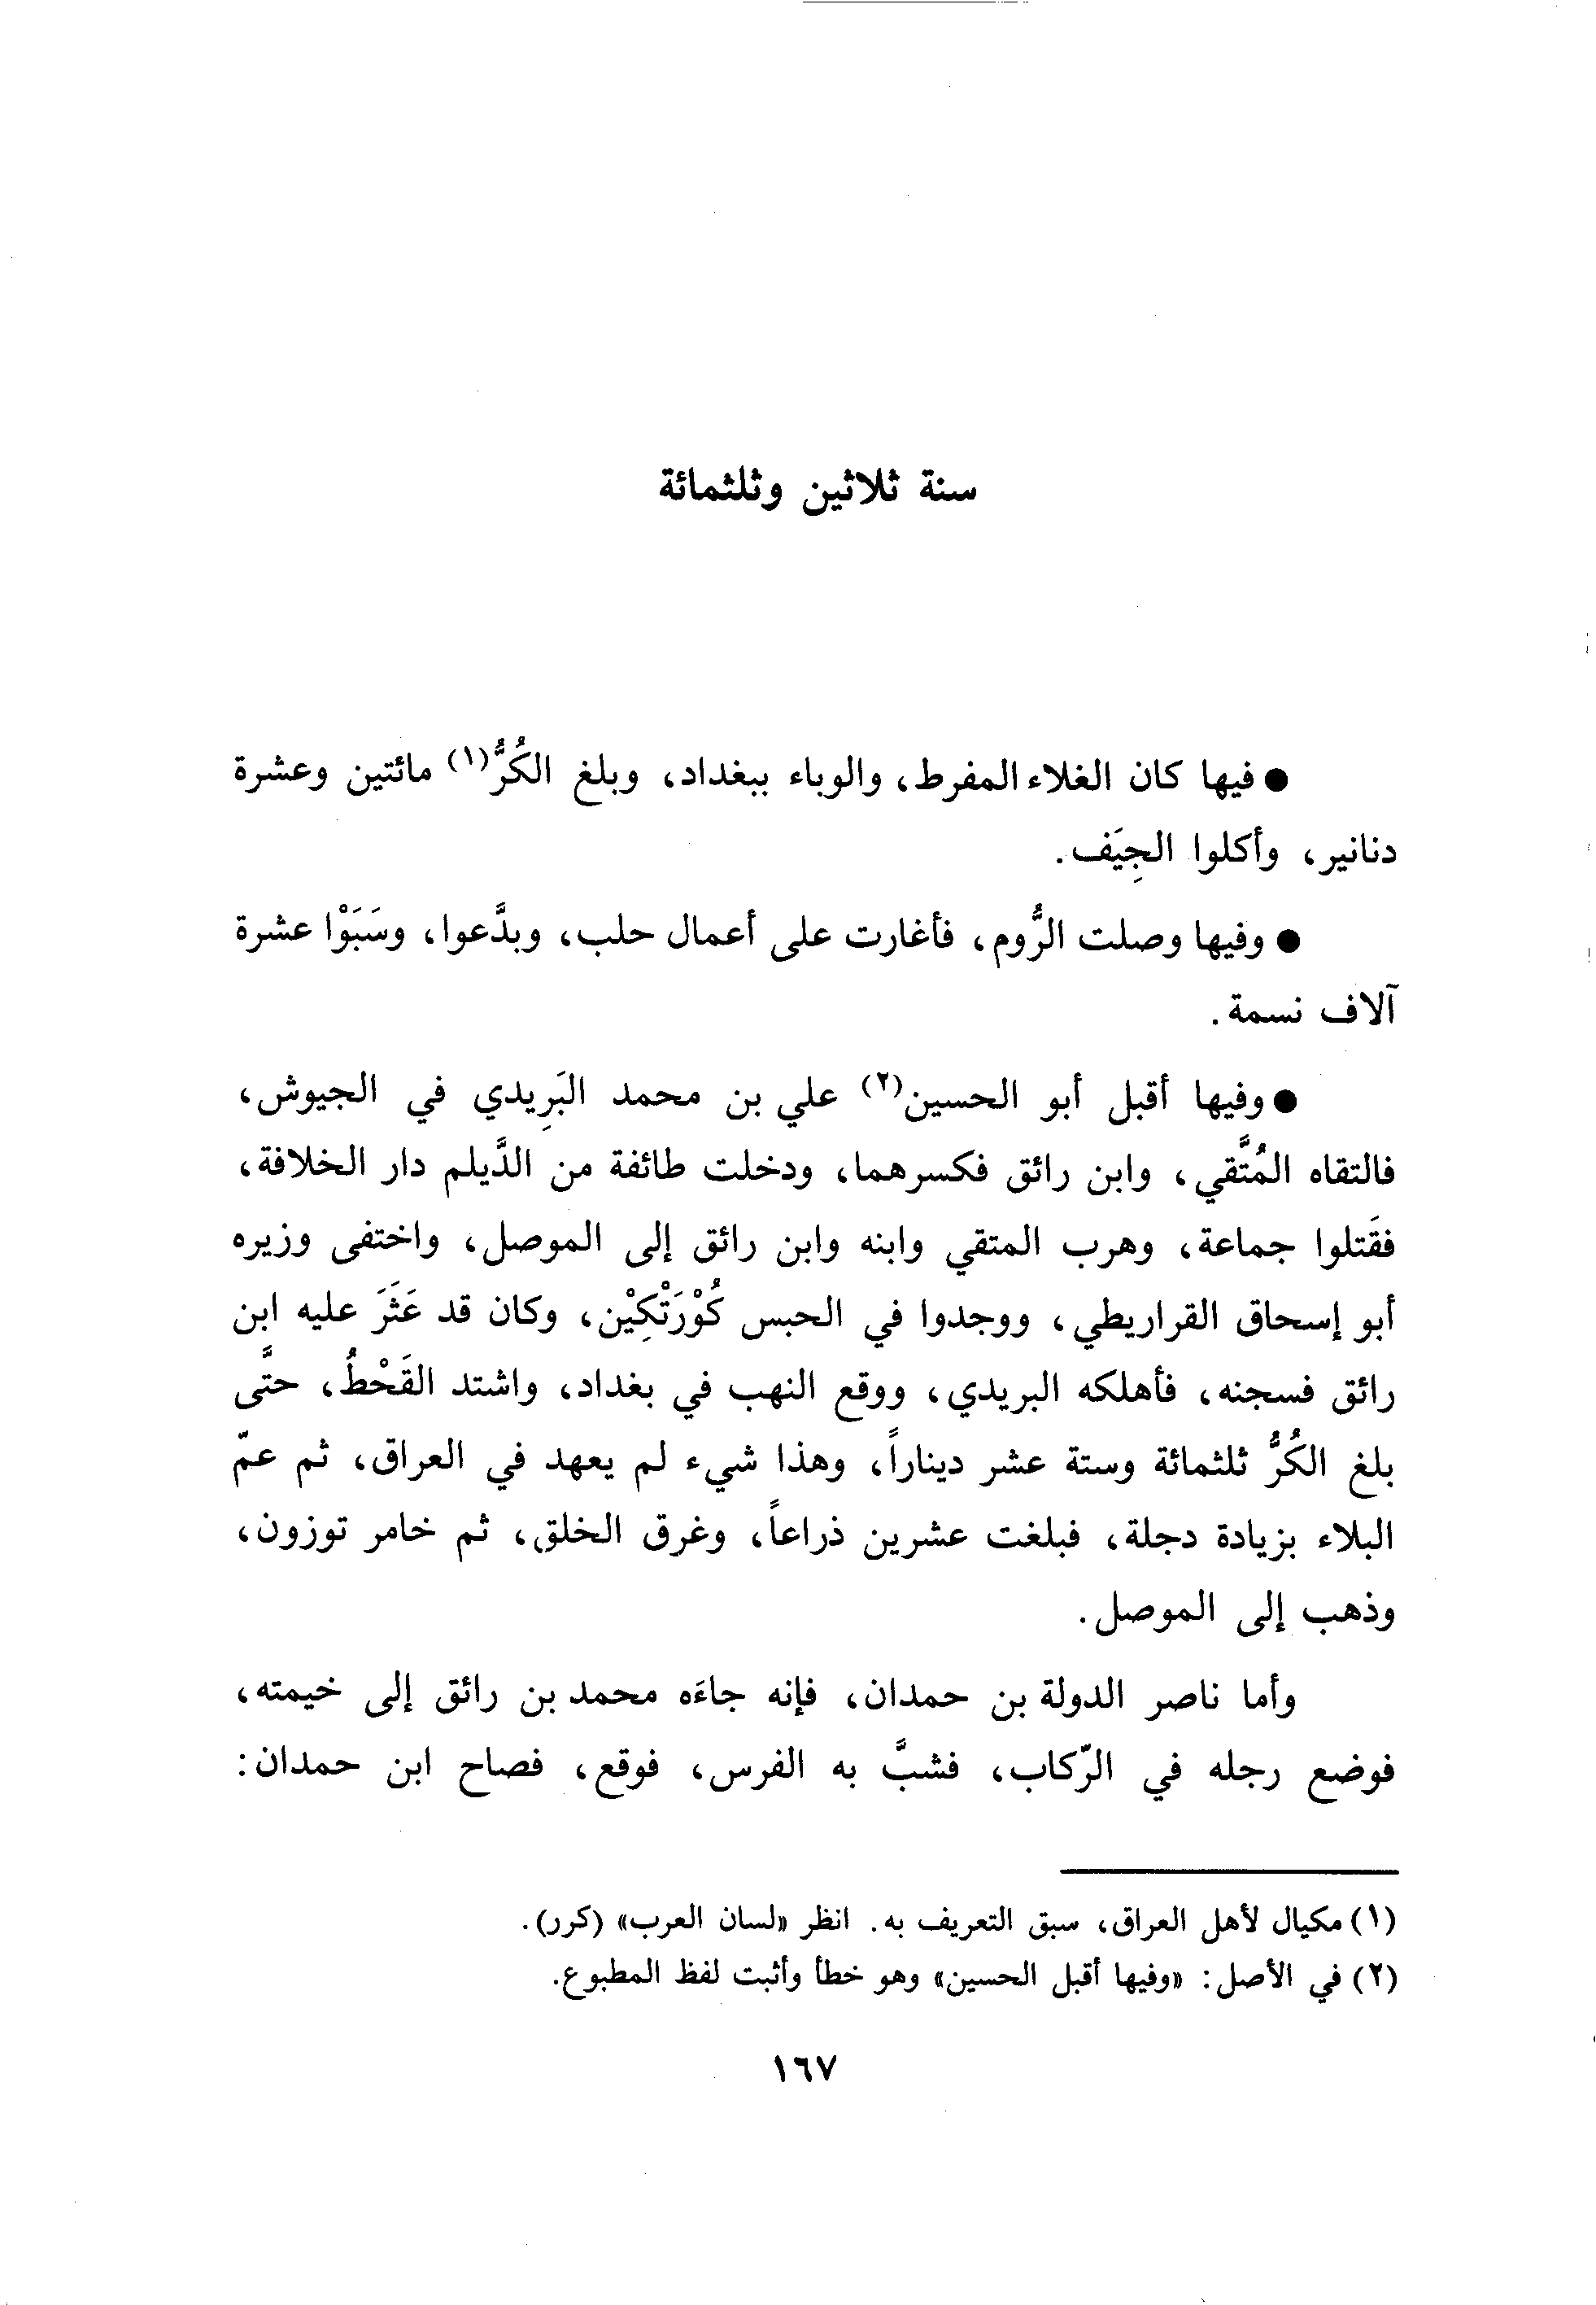 سنة ثلاثين وثلثمائة
● فيها كان الغلاء المفرط، والوباء ببغداد، وبلغ الكُرُّ(١) مائتين وعشرة
دنانير، وأكلوا الجِيَف.
● وفيها وصلت الرُّوم، فأغارت على أعمال حلب، وبدَّعوا، وسَبَوْا عشرة
آلاف نسمة.
● وفيها أقبل أبو الحسين(٢) علي بن محمد البَرِيدي في الجيوش،
فالتقاه المُتَّقي، وابن رائق فكسرهما، ودخلت طائفة من الدَّيلم دار الخلافة،
فقَتلوا جماعة، وهرب المتقي وابنه وابن رائق إلى الموصل، واختفى وزيره
أبو إسحاق القراريطي، ووجدوا في الحبس كُوْرَتْكِيْن، وكان قد عَثَرَ عليه ابن
رائق فسجنه، فأهلكه البريدي، ووقع النهب في بغداد، واشتد القَحْطُ، حتَّى
بلغ الكُرُّ ثلثمائة وستة عشر ديناراً، وهذا شيء لم يعهد في العراق، ثم عمّ
البلاء بزيادة دجلة، فبلغت عشرين ذراعاً، وغرق الخلق، ثم خامر توزون،
وذهب إلى الموصل.
وأما ناصر الدولة بن حمدان، فإنه جاءَه محمد بن رائق إلى خيمته،
فوضع رجله في الرّكاب، فشبَّ به الفرس، فوقع، فصاح ابن حمدان:
(١) مكيال لأهل العراق، سبق التعريف به. انظر «لسان العرب» (كرر).
(٢) في الأصل: «وفيها أقبل الحسين» وهو خطأ وأثبت لفظ المطبوع.
١٦٧